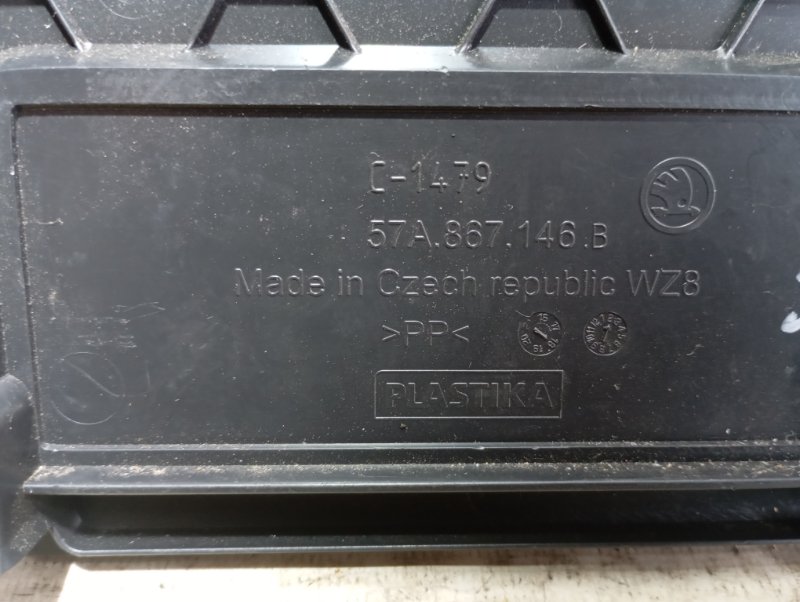 C-1479
57A.867.146.B
Made in Czech republic WZ8
>PP<
PLASTIKA